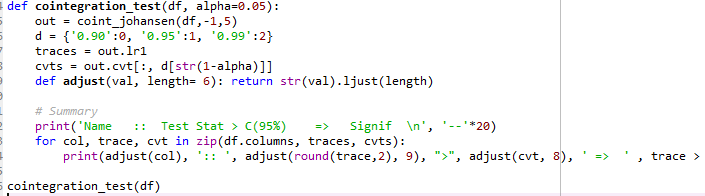 def cointegration_test(df, alpha=0.05):
    out = coint_johansen(df,-1,5)
    d = {'0.90':0, '0.95':1, '0.99':2}
    traces = out.lr1
    cvts = out.cvt[:, d[str(1-alpha)]]
    def adjust(val, length= 6): return str(val).ljust(length)
    # Summary
    print('Name   ::  Test Stat > C(95%)    =>   Signif  \n', '--'*20)
    for col, trace, cvt in zip(df.columns, traces, cvts):
        print(adjust(col), ':: ', adjust(round(trace,2), 9), ">", adjust(cvt, 8), ' =>  ' , trace >
cointegration_test(df)